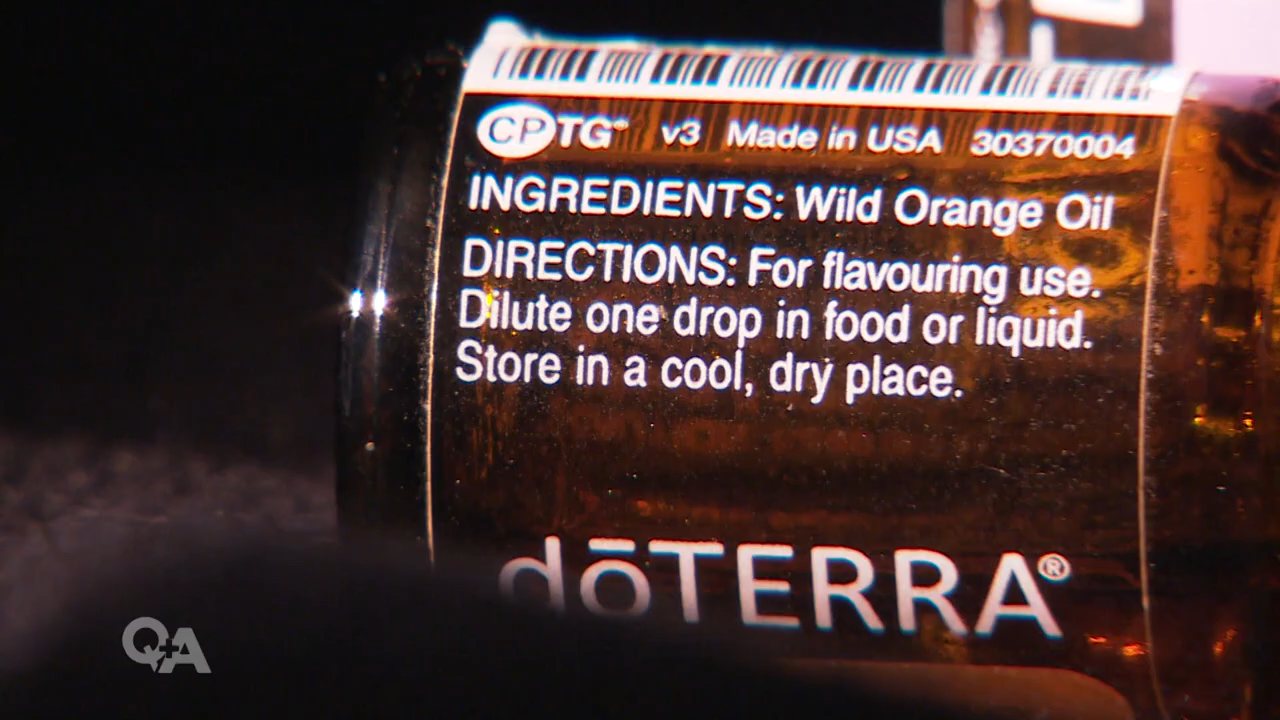 CPTG® v3 Made in USA 30370004
INGREDIENTS: Wild Orange Oil
DIRECTIONS: For flavouring use.
Dilute one drop in food or liquid.
Store in a cool, dry place.
dōTERRA®
Q+A